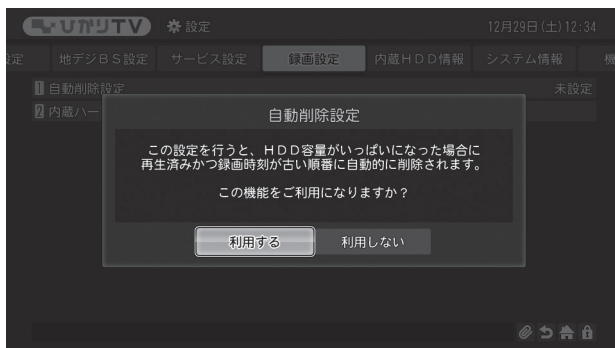 ひかりTV 設定 12月29日(土)12:34
設定 地デジBS設定 サービス設定 録画設定 内蔵HDD情報 システム情報 機
1 自動削除設定 未設定
2 内蔵ハー
自動削除設定
この設定を行うと、HDD容量がいっぱいになった場合に
再生済みかつ録画時刻が古い順番に自動的に削除されます。
この機能をご利用になりますか？
利用する 利用しない